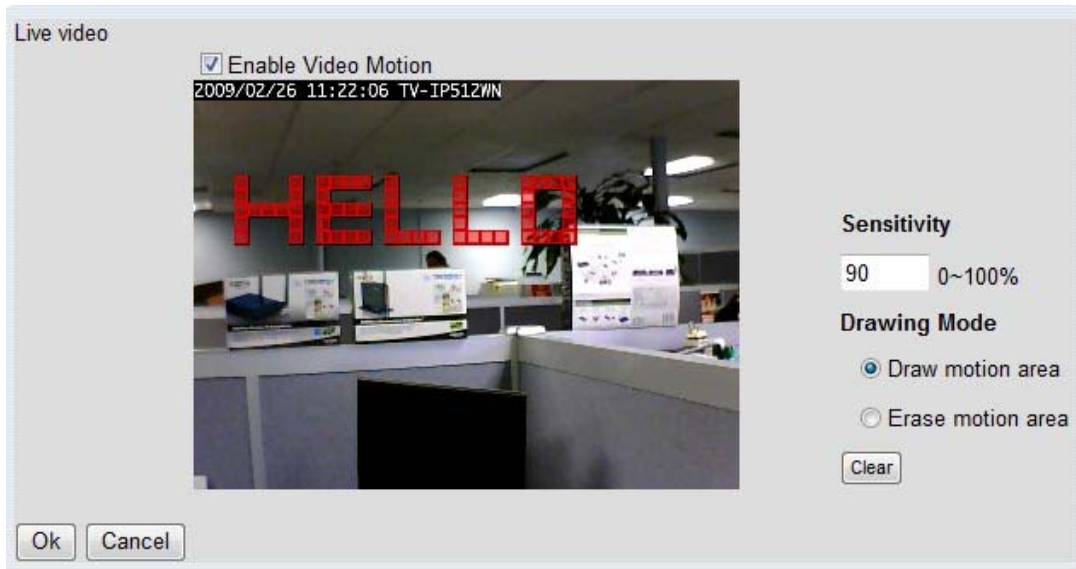 Live video
Enable Video Motion
2009/02/26 11:22:06 TV-IP512WN
HELLO
Sensitivity
90 0~100%
Drawing Mode
Draw motion area
Erase motion area
Clear
Ok Cancel